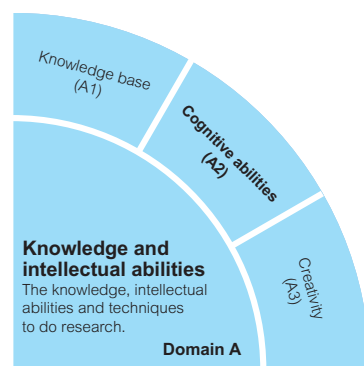 Knowledge base
(A1)
Cognitive abilities
(A2)
Creativity
(A3)
Knowledge and
intellectual abilities
The knowledge, intellectual
abilities and techniques
to do research.
Domain A